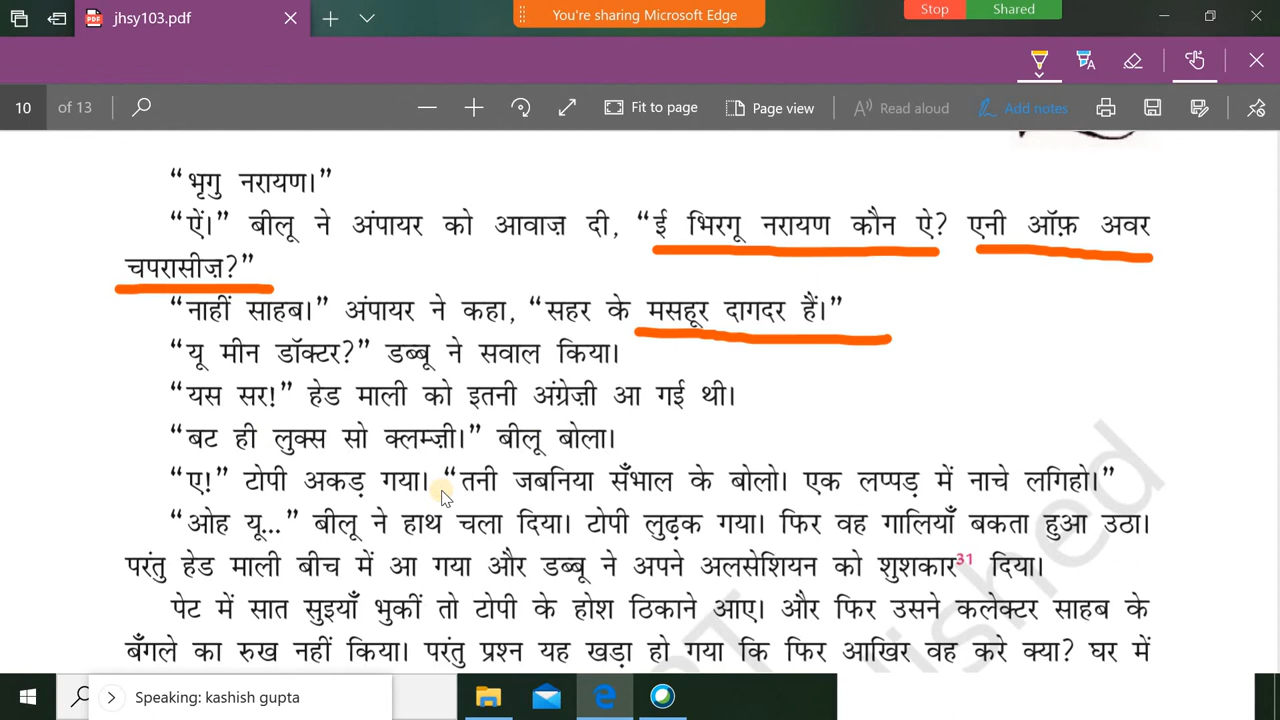 jhsy103.pdf
You're sharing Microsoft Edge
Stop
Shared
10 of 13
Fit to page
Page view
Read aloud
Add notes
“भृगु नरायण।”
“ऐं।” बीलू ने अंपायर को आवाज़ दी, “ई भिरगू नरायण कौन ऐ? एनी ऑफ़ अवर
चपरासीज़?”
“नाहीं साहब।” अंपायर ने कहा, “सहर के मसहूर दागदर हैं।”
“यू मीन डॉक्टर?” डब्बू ने सवाल किया।
“यस सर!” हेड माली को इतनी अंग्रेज़ी आ गई थी।
“बट ही लुक्स सो क्लम्ज़ी।” बीलू बोला।
“ए!” टोपी अकड़ गया। “तनी जबनिया सँभाल के बोलो। एक लप्पड़ में नाचे लगिहो।”
“ओह यू...” बीलू ने हाथ चला दिया। टोपी लुढ़क गया। फिर वह गालियाँ बकता हुआ उठा।
परंतु हेड माली बीच में आ गया और डब्बू ने अपने अलसेशियन को शुशकार31 दिया।
पेट में सात सुइयाँ भुकीं तो टोपी के होश ठिकाने आए। और फिर उसने कलेक्टर साहब के
बँगले का रुख नहीं किया। परंतु प्रश्न यह खड़ा हो गया कि फिर आखिर वह करे क्या? घर में
Speaking: kashish gupta